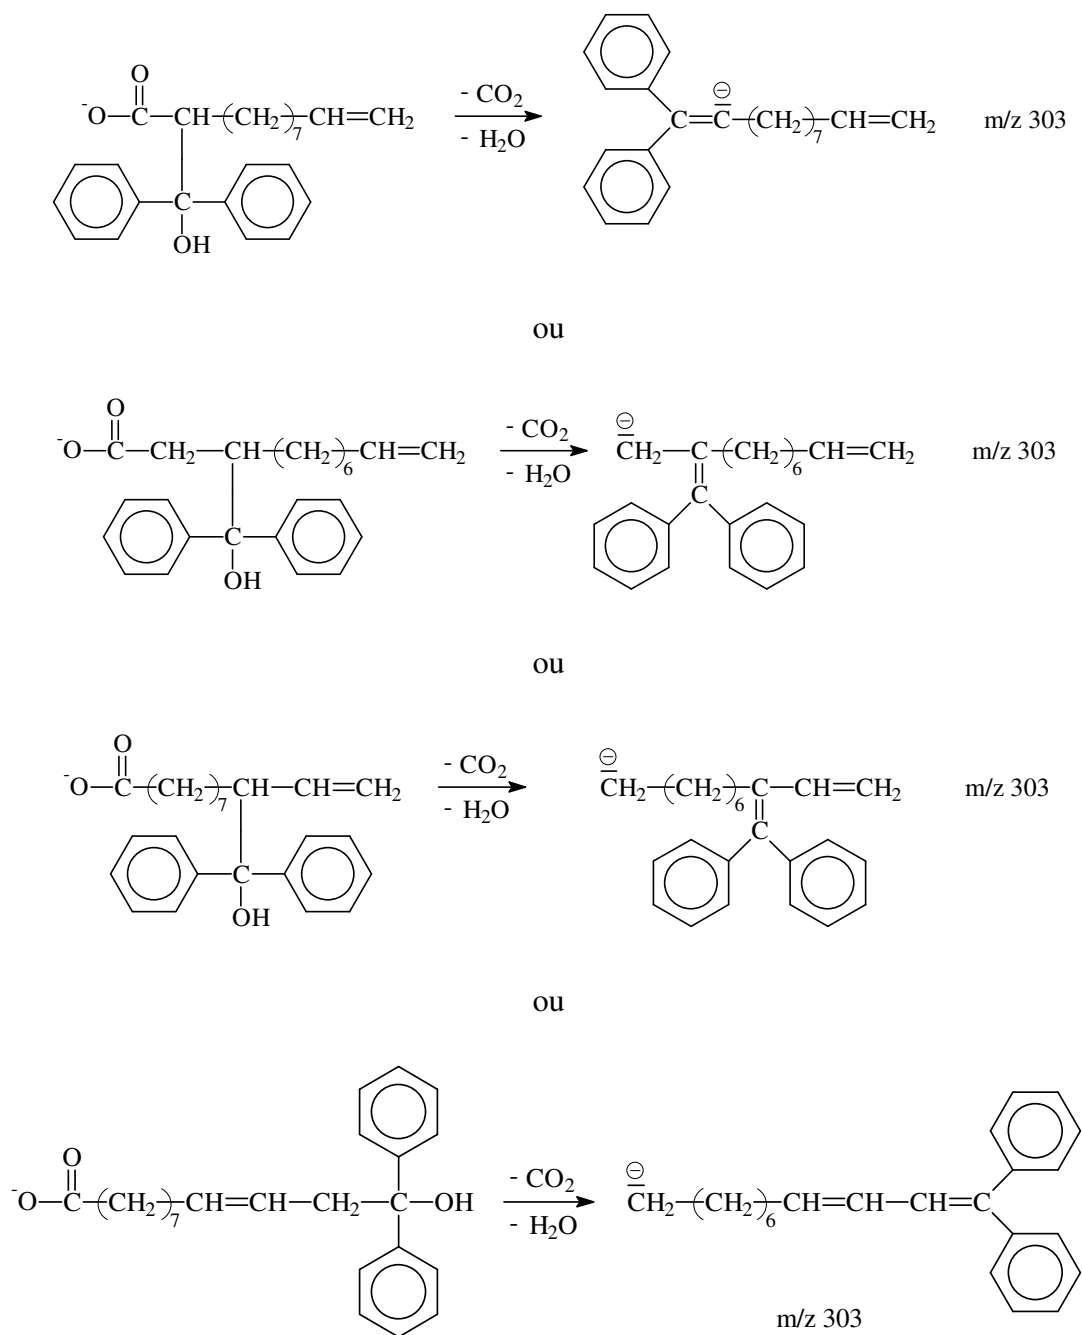 ⁻O–C(=O)–CH–(CH₂)₇–CH=CH₂
C
OH
- CO₂
- H₂O
C=C⊖–(CH₂)₇–CH=CH₂ m/z 303
ou
⁻O–C(=O)–CH₂–CH–(CH₂)₆–CH=CH₂
C
OH
- CO₂
- H₂O
⊖CH₂–C–(CH₂)₆–CH=CH₂ m/z 303
C
ou
⁻O–C(=O)–(CH₂)₇–CH–CH=CH₂
C
OH
- CO₂
- H₂O
⊖CH₂–(CH₂)₆–C–CH=CH₂ m/z 303
C
ou
⁻O–C(=O)–(CH₂)₇–CH=CH–CH₂–C–OH
- CO₂
- H₂O
⊖CH₂–(CH₂)₆–CH=CH–CH=C
m/z 303